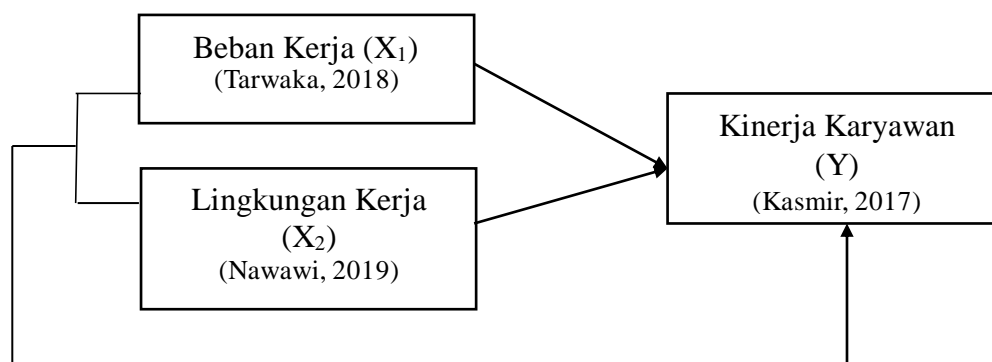 Beban Kerja (X₁)
(Tarwaka, 2018)
Lingkungan Kerja
(X₂)
(Nawawi, 2019)
Kinerja Karyawan
(Y)
(Kasmir, 2017)